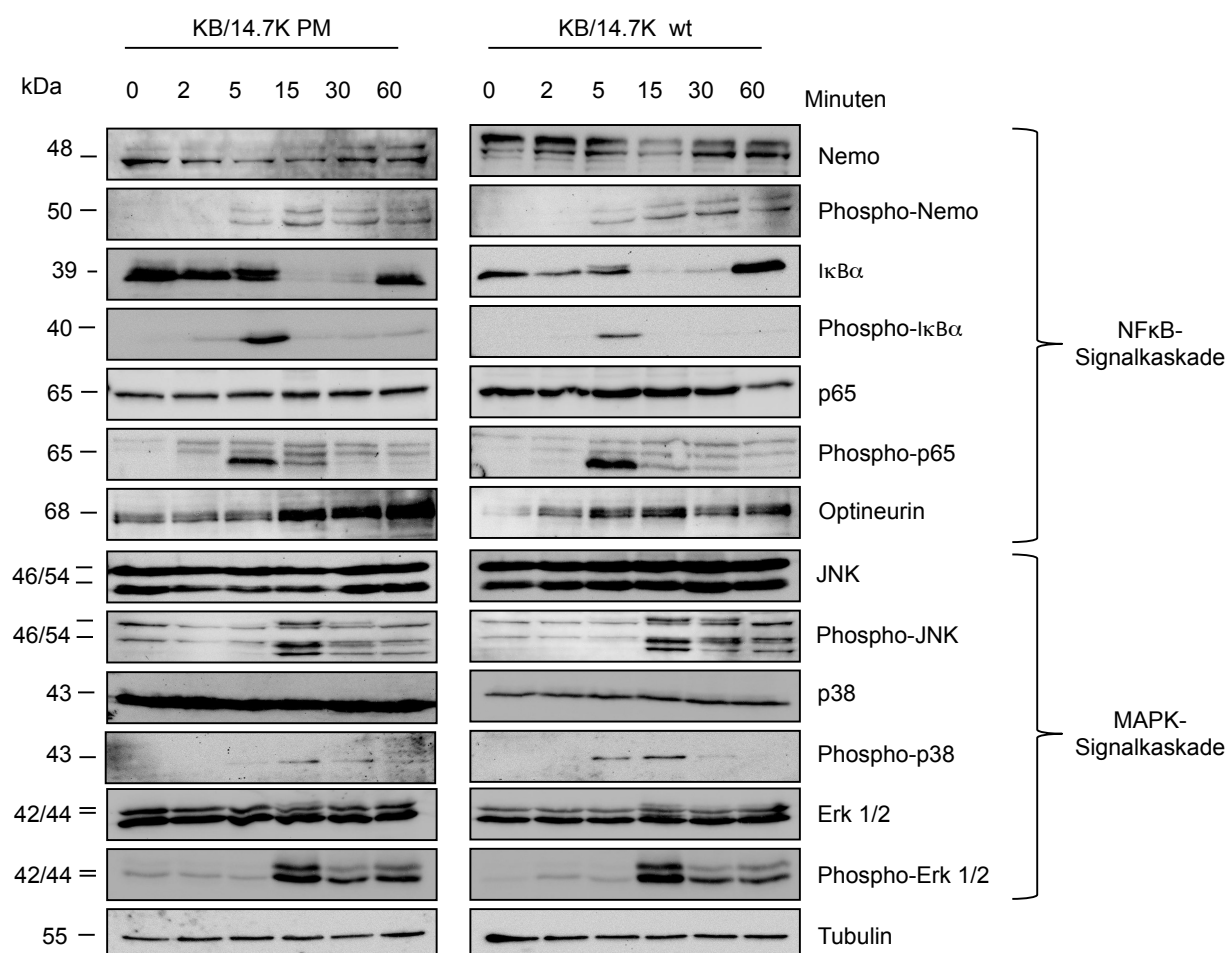 KB/14.7K PM KB/14.7K wt
kDa 0 2 5 15 30 60 0 2 5 15 30 60 Minuten
48 – Nemo
50 – Phospho-Nemo
39 - IκBα
40 – Phospho-IκBα
65 – p65
65 – Phospho-p65
68 – Optineurin
NFκB-
Signalkaskade
46/54 = JNK
46/54 = Phospho-JNK
43 – p38
43 – Phospho-p38
42/44 = Erk 1/2
42/44 = Phospho-Erk 1/2
MAPK-
Signalkaskade
55 – Tubulin